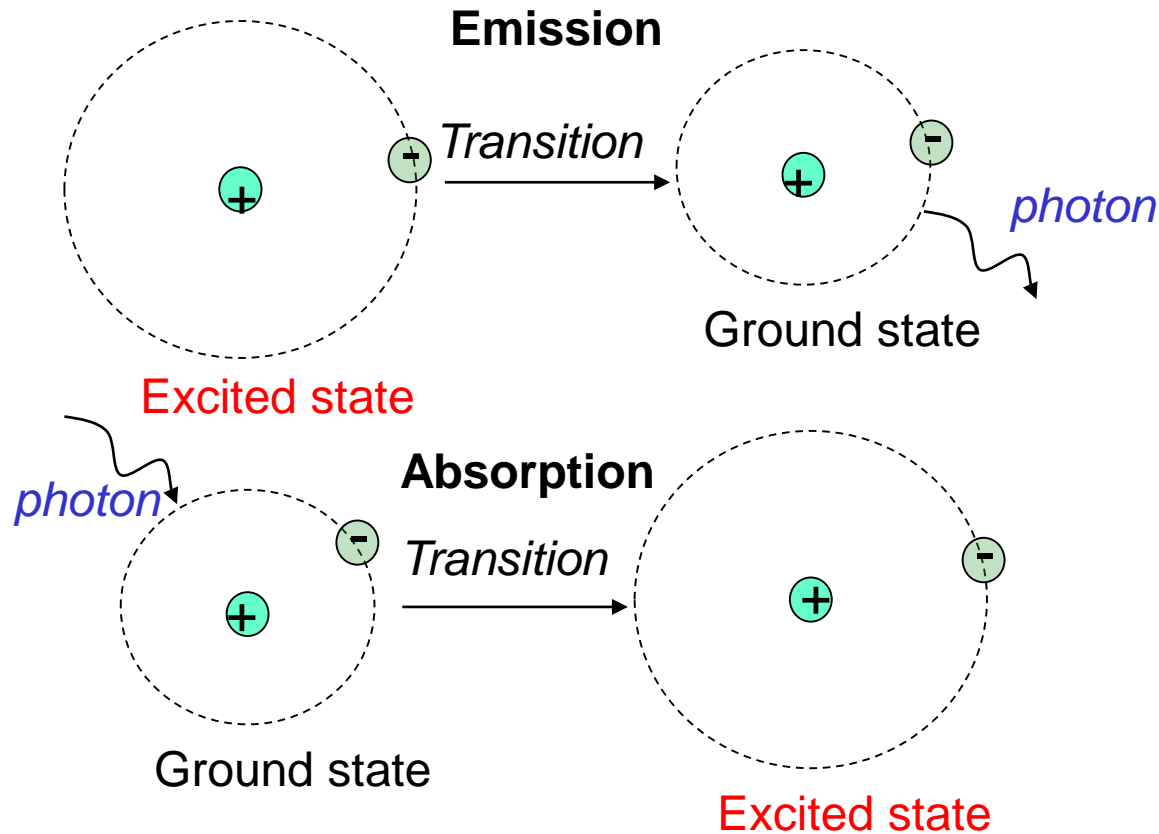 Emission
Transition
-
-
+
+
photon
Ground state
Excited state
Absorption
photon
Transition
-
-
+
+
Ground state
Excited state